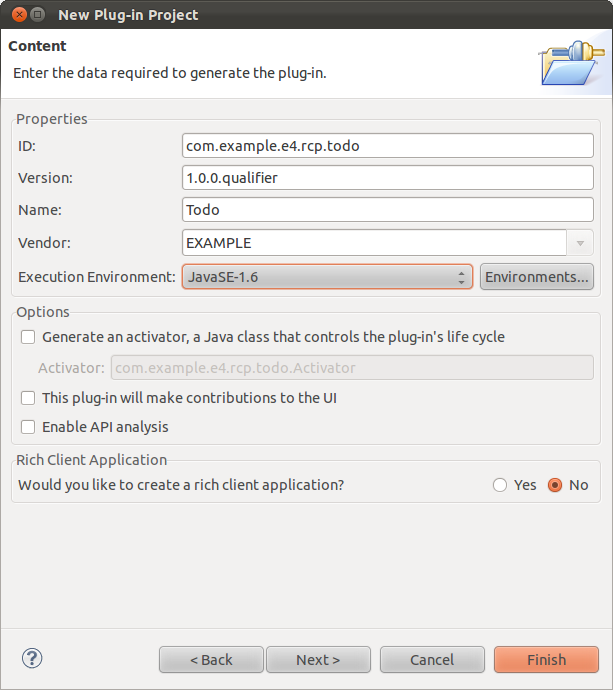 New Plug-in Project
Content
Enter the data required to generate the plug-in.
Properties
ID: com.example.e4.rcp.todo
Version: 1.0.0.qualifier
Name: Todo
Vendor: EXAMPLE
Execution Environment: JavaSE-1.6 Environments...
Options
Generate an activator, a Java class that controls the plug-in's life cycle
Activator: com.example.e4.rcp.todo.Activator
This plug-in will make contributions to the UI
Enable API analysis
Rich Client Application
Would you like to create a rich client application? Yes No
? < Back Next > Cancel Finish